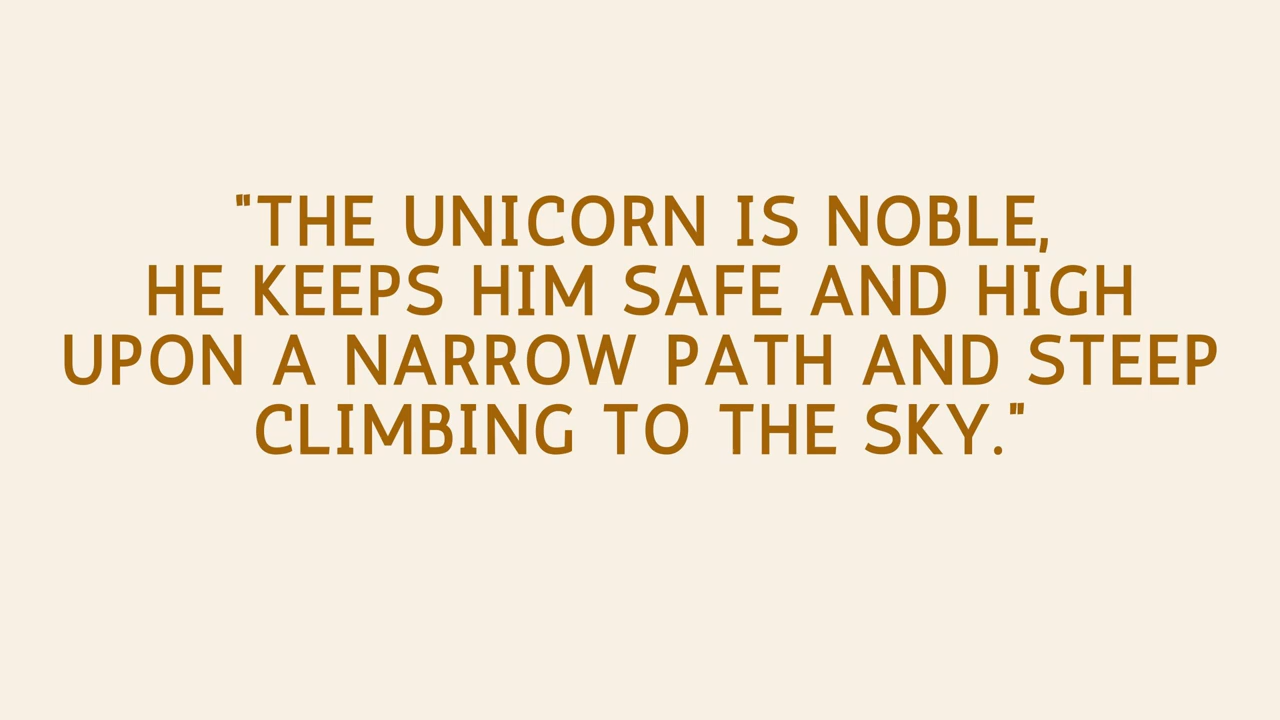 "THE UNICORN IS NOBLE,
HE KEEPS HIM SAFE AND HIGH
UPON A NARROW PATH AND STEEP
CLIMBING TO THE SKY."